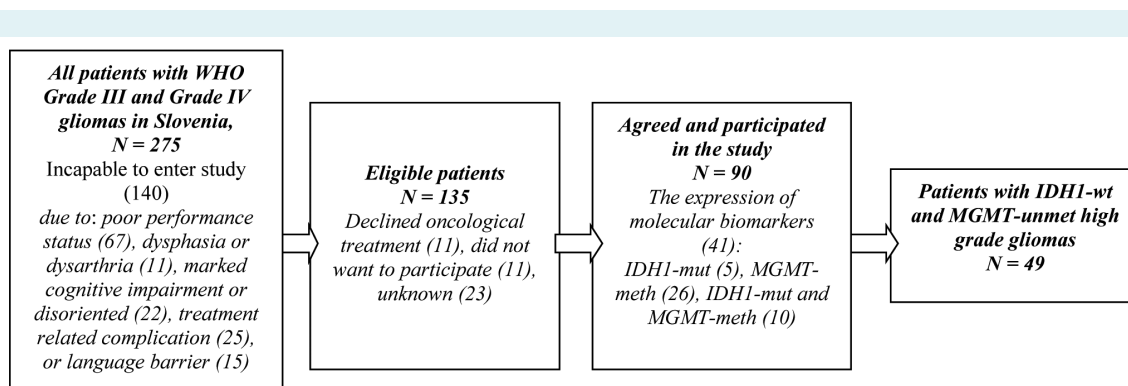 All patients with WHO
Grade III and Grade IV
gliomas in Slovenia,
N = 275
Incapable to enter study
(140)
due to: poor performance
status (67), dysphasia or
dysarthria (11), marked
cognitive impairment or
disoriented (22), treatment
related complication (25),
or language barrier (15)
Eligible patients
N = 135
Declined oncological
treatment (11), did not
want to participate (11),
unknown (23)
Agreed and participated
in the study
N = 90
The expression of
molecular biomarkers
(41):
IDH1-mut (5), MGMT-
meth (26), IDH1-mut and
MGMT-meth (10)
Patients with IDH1-wt
and MGMT-unmet high
grade gliomas
N = 49